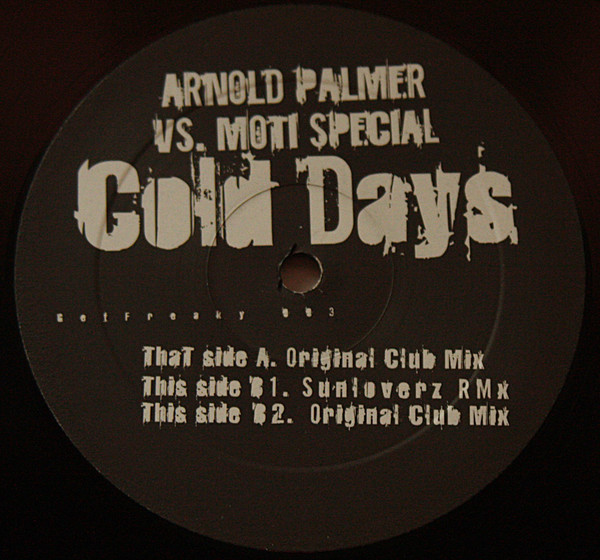 ARNOLD PALMER
VS. MOTI SPECIAL
Cold Days
GetFreaky 003
ThaT side A. Original Club Mix
This side B1. Sunloverz RMx
This side B2. Original Club Mix